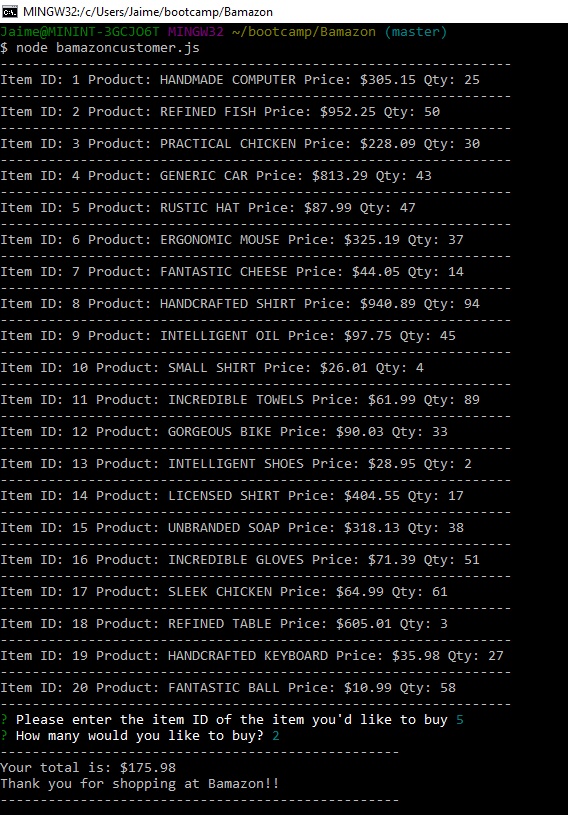 MINGW32:/c/Users/Jaime/bootcamp/Bamazon
Jaime@MININT-3GCJO6T MINGW32 ~/bootcamp/Bamazon (master)
$ node bamazoncustomer.js
----------------------------------------------------------------
Item ID: 1 Product: HANDMADE COMPUTER Price: $305.15 Qty: 25
----------------------------------------------------------------
Item ID: 2 Product: REFINED FISH Price: $952.25 Qty: 50
----------------------------------------------------------------
Item ID: 3 Product: PRACTICAL CHICKEN Price: $228.09 Qty: 30
----------------------------------------------------------------
Item ID: 4 Product: GENERIC CAR Price: $813.29 Qty: 43
----------------------------------------------------------------
Item ID: 5 Product: RUSTIC HAT Price: $87.99 Qty: 47
----------------------------------------------------------------
Item ID: 6 Product: ERGONOMIC MOUSE Price: $325.19 Qty: 37
----------------------------------------------------------------
Item ID: 7 Product: FANTASTIC CHEESE Price: $44.05 Qty: 14
----------------------------------------------------------------
Item ID: 8 Product: HANDCRAFTED SHIRT Price: $940.89 Qty: 94
----------------------------------------------------------------
Item ID: 9 Product: INTELLIGENT OIL Price: $97.75 Qty: 45
----------------------------------------------------------------
Item ID: 10 Product: SMALL SHIRT Price: $26.01 Qty: 4
----------------------------------------------------------------
Item ID: 11 Product: INCREDIBLE TOWELS Price: $61.99 Qty: 89
----------------------------------------------------------------
Item ID: 12 Product: GORGEOUS BIKE Price: $90.03 Qty: 33
----------------------------------------------------------------
Item ID: 13 Product: INTELLIGENT SHOES Price: $28.95 Qty: 2
----------------------------------------------------------------
Item ID: 14 Product: LICENSED SHIRT Price: $404.55 Qty: 17
----------------------------------------------------------------
Item ID: 15 Product: UNBRANDED SOAP Price: $318.13 Qty: 38
----------------------------------------------------------------
Item ID: 16 Product: INCREDIBLE GLOVES Price: $71.39 Qty: 51
----------------------------------------------------------------
Item ID: 17 Product: SLEEK CHICKEN Price: $64.99 Qty: 61
----------------------------------------------------------------
Item ID: 18 Product: REFINED TABLE Price: $605.01 Qty: 3
----------------------------------------------------------------
Item ID: 19 Product: HANDCRAFTED KEYBOARD Price: $35.98 Qty: 27
----------------------------------------------------------------
Item ID: 20 Product: FANTASTIC BALL Price: $10.99 Qty: 58
----------------------------------------------------------------
? Please enter the item ID of the item you'd like to buy 5
? How many would you like to buy? 2
--------------------------------------------------
Your total is: $175.98
Thank you for shopping at Bamazon!!
--------------------------------------------------